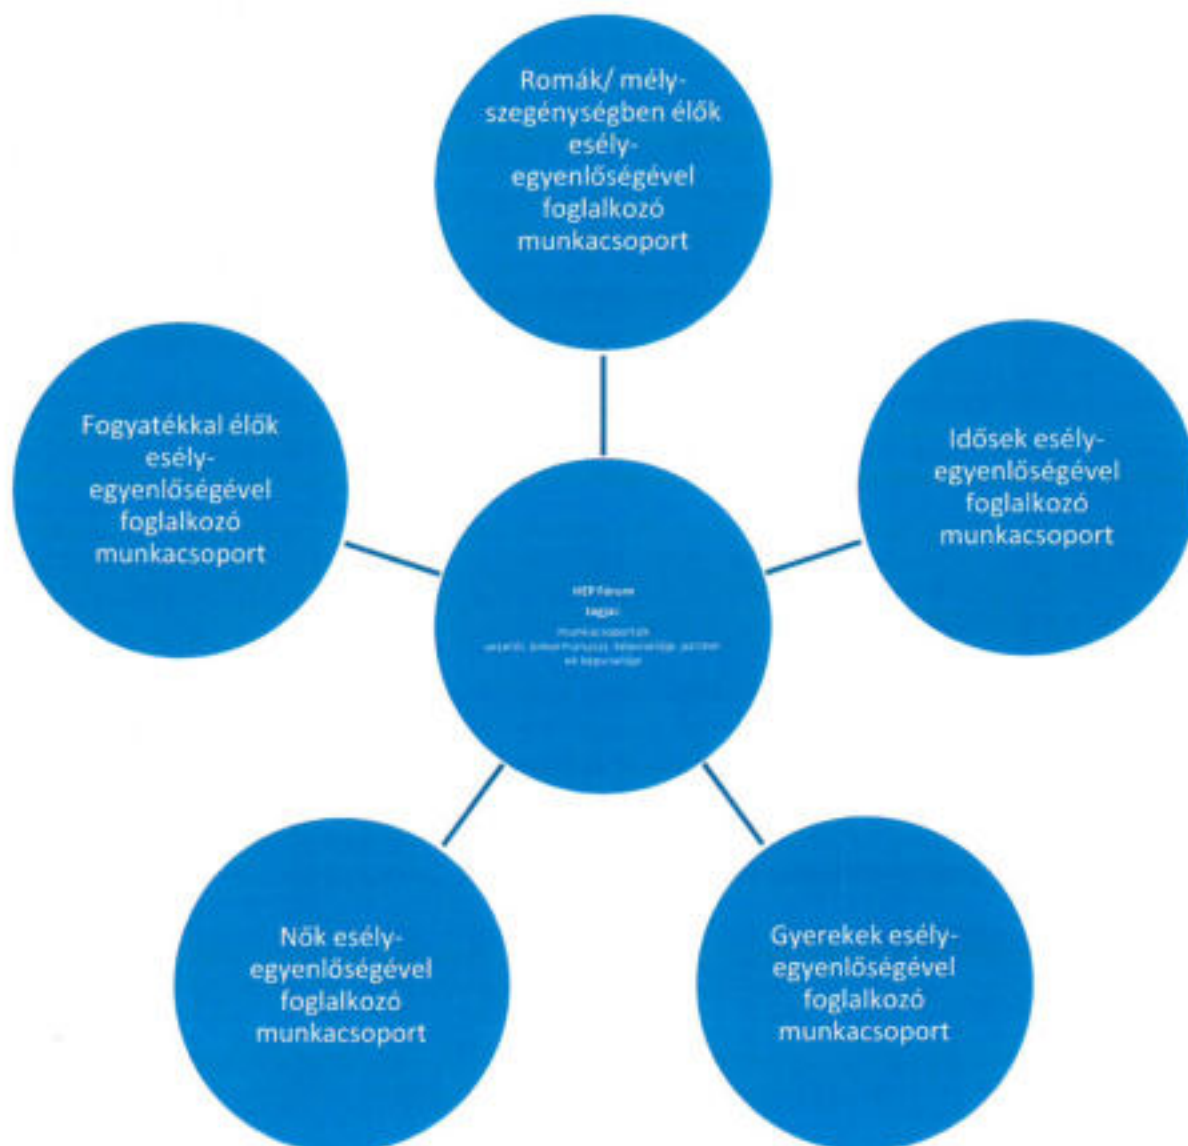 Romák/ mély-
szegénységben élők
esély-
egyenlőségével
foglalkozó
munkacsoport
Fogyatékkal élők
esély-
egyenlőségével
foglalkozó
munkacsoport
Idősek esély-
egyenlőségével
foglalkozó
munkacsoport
HEP Fórum
tagjai
munkacsoportok
Nők esély-
egyenlőségével
foglalkozó
munkacsoport
Gyerekek esély-
egyenlőségével
foglalkozó
munkacsoport